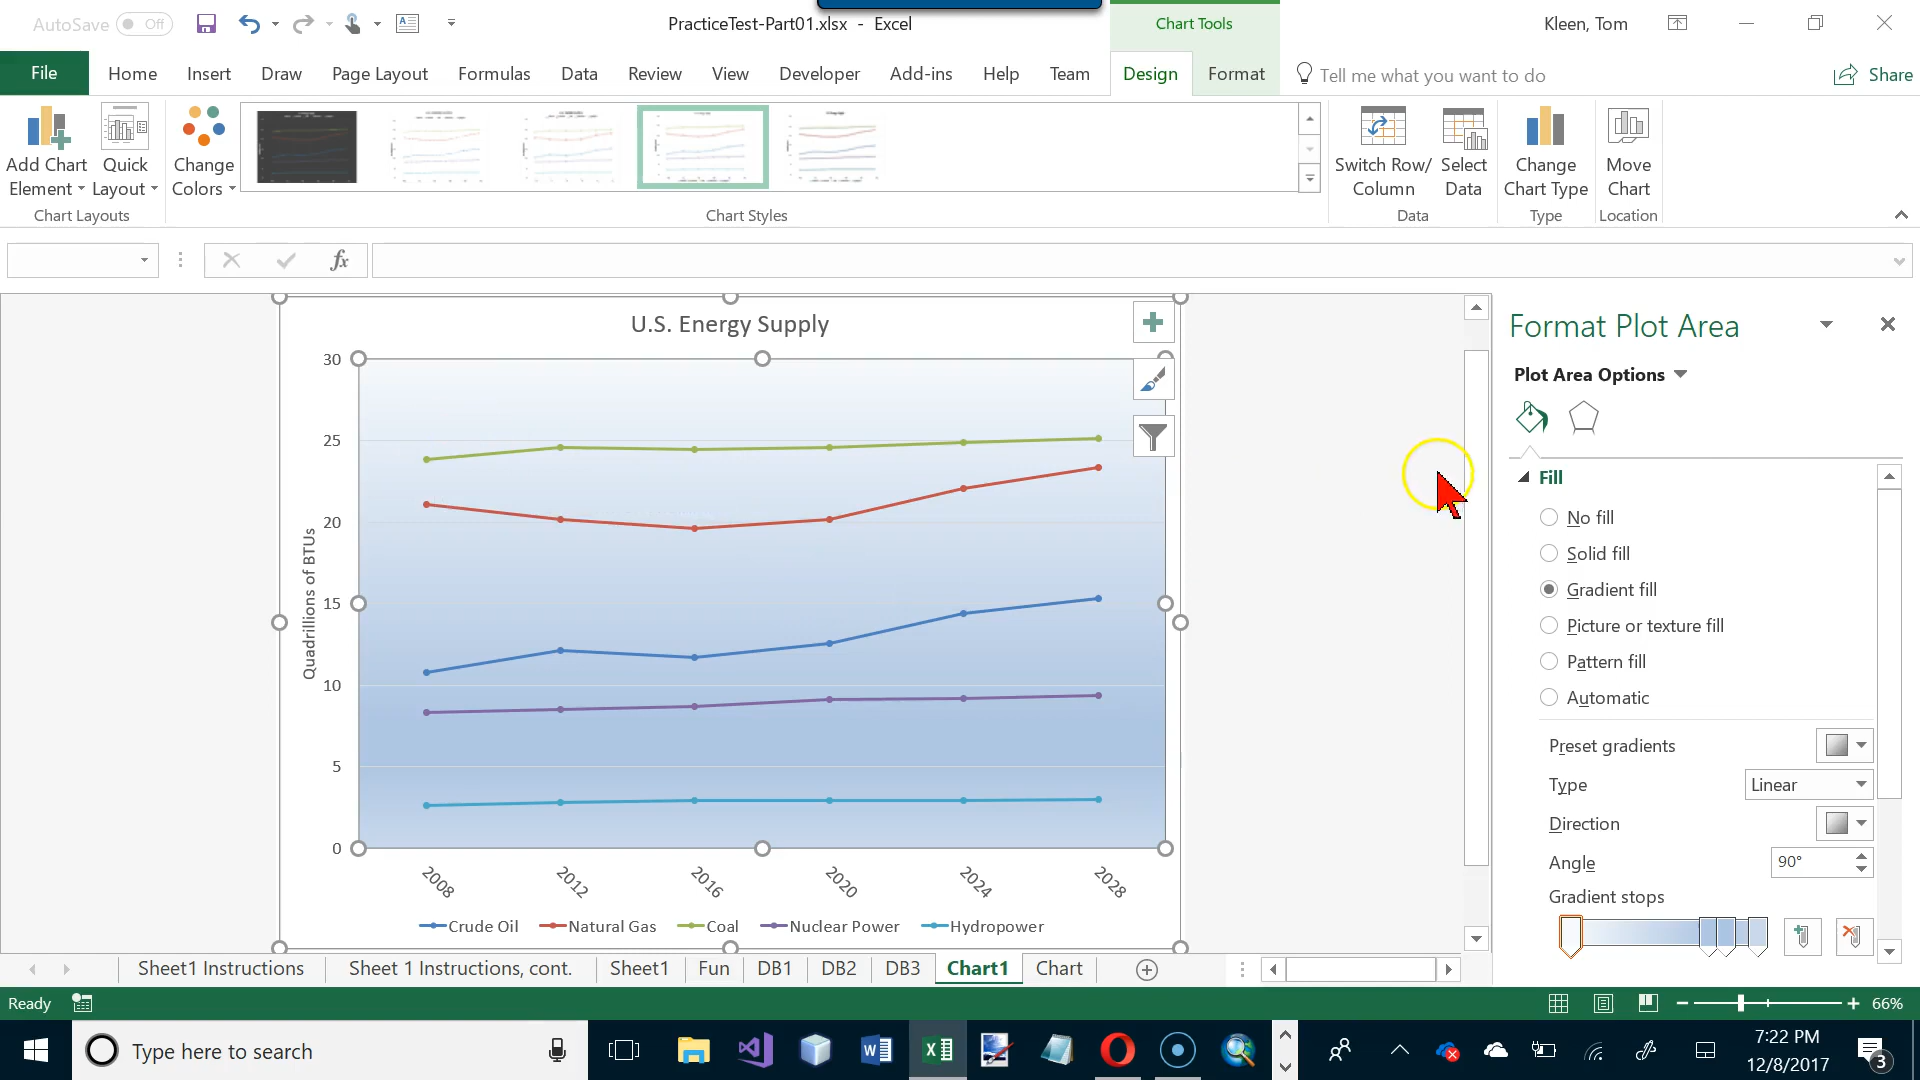 AutoSave Off
PracticeTest-Part01.xlsx - Excel
Chart Tools
Kleen, Tom
File Home Insert Draw Page Layout Formulas Data Review View Developer Add-ins Help Team Design Format Tell me what you want to do Share
Add Chart Element
Quick Layout
Change Colors
Switch Row/Column
Select Data
Change Chart Type
Move Chart
Chart Layouts
Chart Styles
Data
Type
Location
fx
U.S. Energy Supply
30
25
20
15
10
5
0
Quadrillions of BTUs
2008 2012 2016 2020 2024 2028
Crude Oil Natural Gas Coal Nuclear Power Hydropower
Format Plot Area
Plot Area Options
Fill
No fill
Solid fill
Gradient fill
Picture or texture fill
Pattern fill
Automatic
Preset gradients
Type Linear
Direction
Angle 90°
Gradient stops
Sheet1 Instructions Sheet 1 Instructions, cont. Sheet1 Fun DB1 DB2 DB3 Chart1 Chart
Ready
66%
Type here to search
7:22 PM
12/8/2017
3